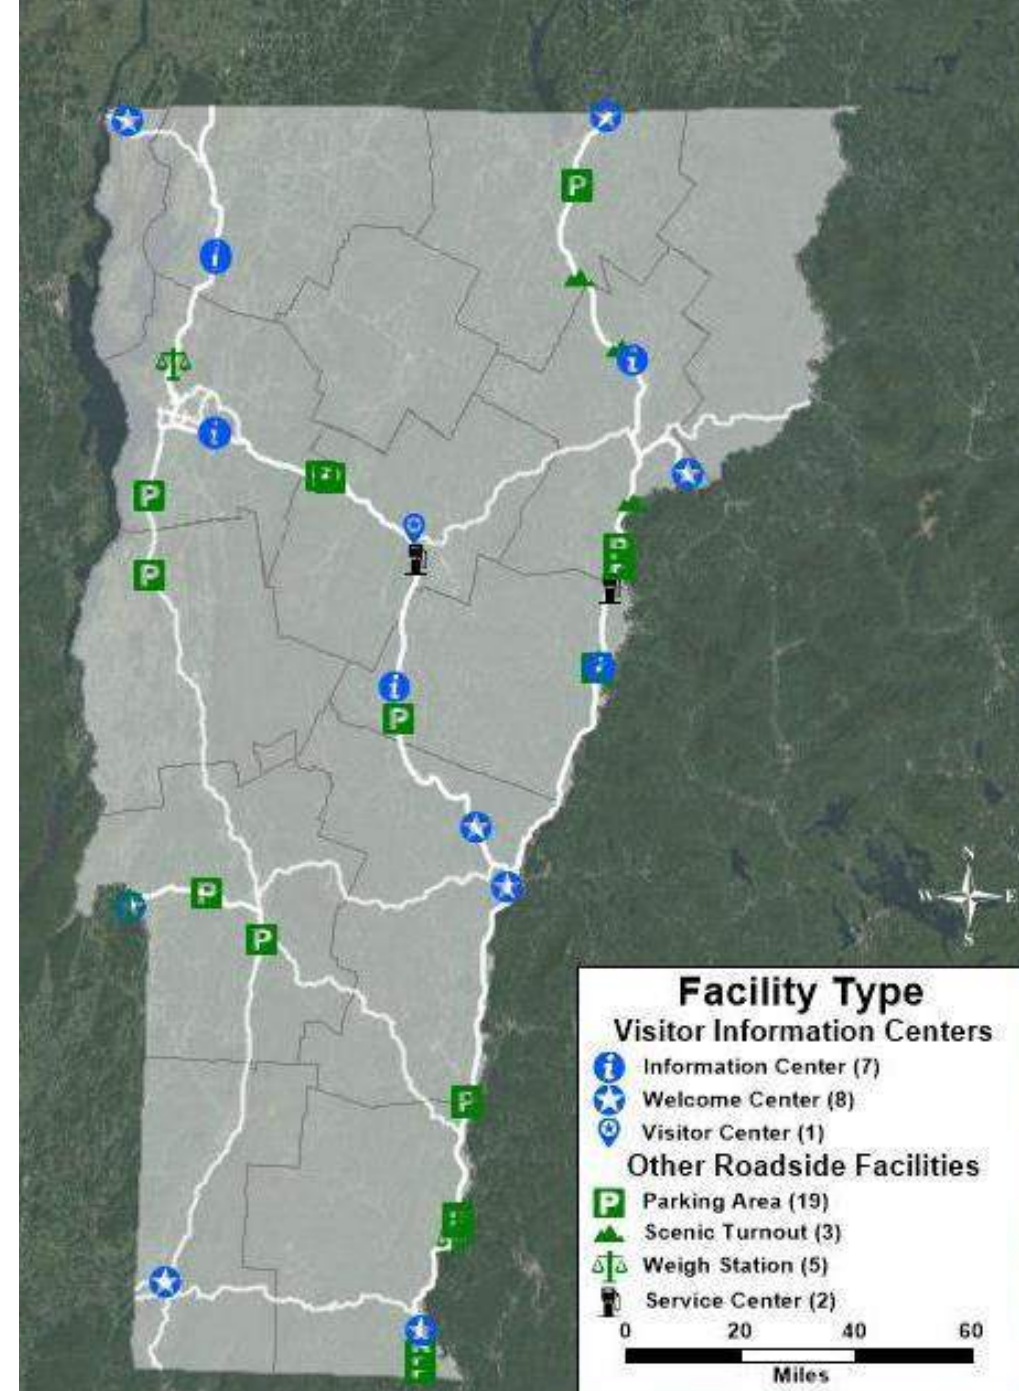 P
P
P
P
P
P
P
P
P
N
W E
S
Facility Type
Visitor Information Centers
Information Center (7)
Welcome Center (8)
Visitor Center (1)
Other Roadside Facilities
P Parking Area (19)
Scenic Turnout (3)
Weigh Station (5)
Service Center (2)
0 20 40 60
Miles